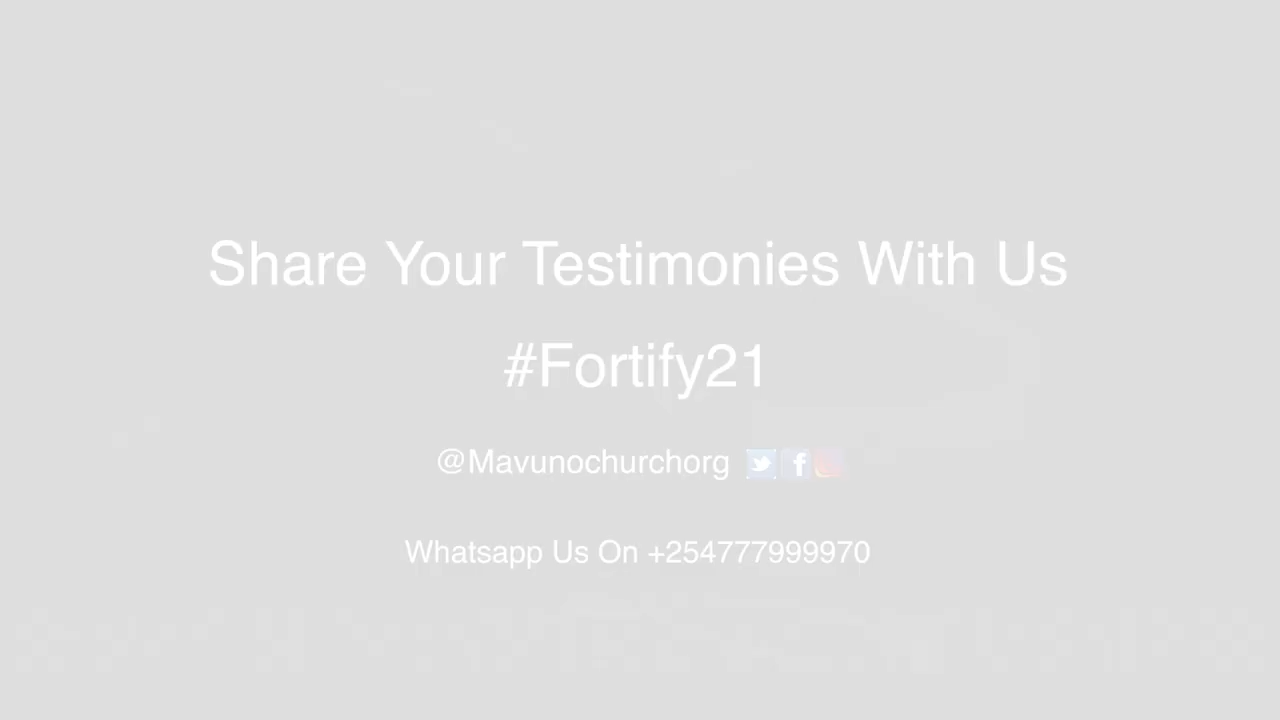 Share Your Testimonies With Us
#Fortify21
@Mavunochurchorg
Whatsapp Us On +254777999970